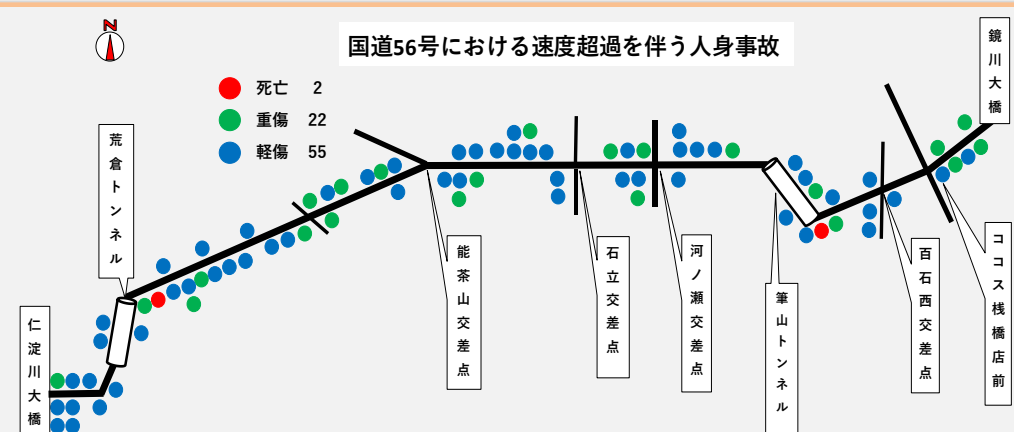 国道56号における速度超過を伴う人身事故
N
死亡 2
重傷 22
軽傷 55
鏡川大橋
荒倉トンネル
仁淀川大橋
能茶山交差点
石立交差点
河ノ瀬交差点
筆山トンネル
百石西交差点
ココス桟橋店前